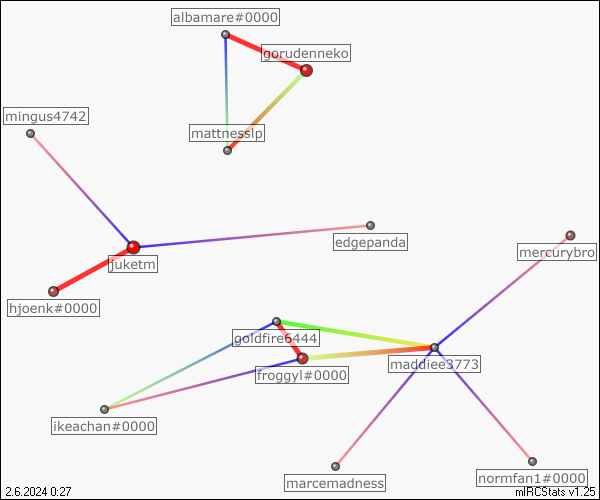 albamare#0000
gorudenneko
mingus4742
mattnesslp
edgepanda
mercurybro
juketm
hjoenk#0000
goldfire6444
maddiee3773
froggyl#0000
ikeachan#0000
marcemadness
normfan1#0000
2.6.2024 0:27
mIRCStats v1.25